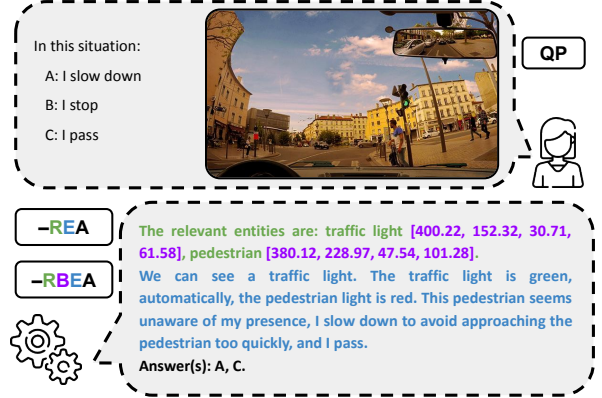 In this situation:
A: I slow down
B: I stop
C: I pass
QP
–REA
–RBEA
The relevant entities are: traffic light [400.22, 152.32, 30.71,
61.58], pedestrian [380.12, 228.97, 47.54, 101.28].
We can see a traffic light. The traffic light is green,
automatically, the pedestrian light is red. This pedestrian seems
unaware of my presence, I slow down to avoid approaching the
pedestrian too quickly, and I pass.
Answer(s): A, C.